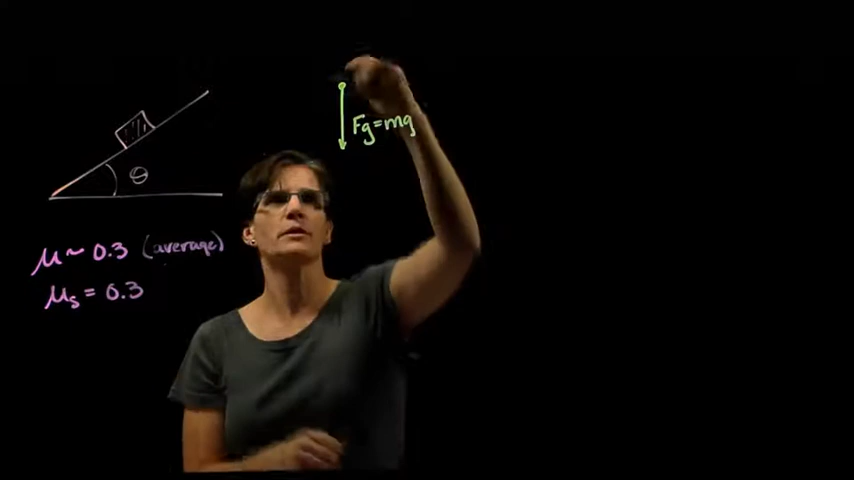 Fg=mg
θ
μ ~ 0.3 (average)
μs = 0.3